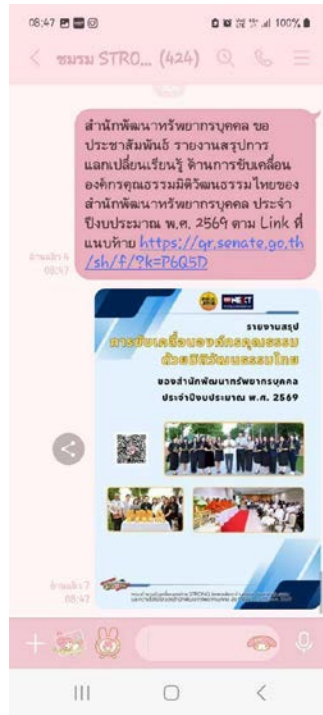 08:47
100%
ชมรม STRO... (424)
สำนักพัฒนาทรัพยากรบุคคล ขอ
ประชาสัมพันธ์ รายงานสรุปการ
แลกเปลี่ยนเรียนรู้ ด้านการขับเคลื่อน
องค์กรคุณธรรมมิติวัฒนธรรมไทยของ
สำนักพัฒนาทรัพยากรบุคคล ประจำ
ปีงบประมาณ พ.ศ. 2569 ตาม Link ที่
แนบท้าย https://qr.senate.go.th
/sh/f/?k=P6Q5D
อ่านแล้ว 6
08:47
รายงานสรุป
การขับเคลื่อนองค์กรคุณธรรม
ด้วยมิติวัฒนธรรมไทย
ของสำนักพัฒนาทรัพยากรบุคคล
ประจำปีงบประมาณ พ.ศ. 2569
อ่านแล้ว 7
08:47